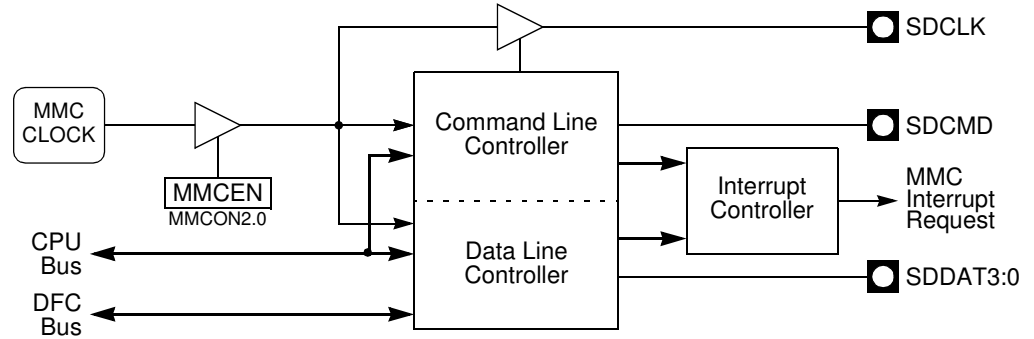 SDCLK
MMC
CLOCK
Command Line
Controller
SDCMD
MMCEN
MMCON2.0
Interrupt
Controller
MMC
Interrupt
Request
CPU
Bus
Data Line
Controller
SDDAT3:0
DFC
Bus